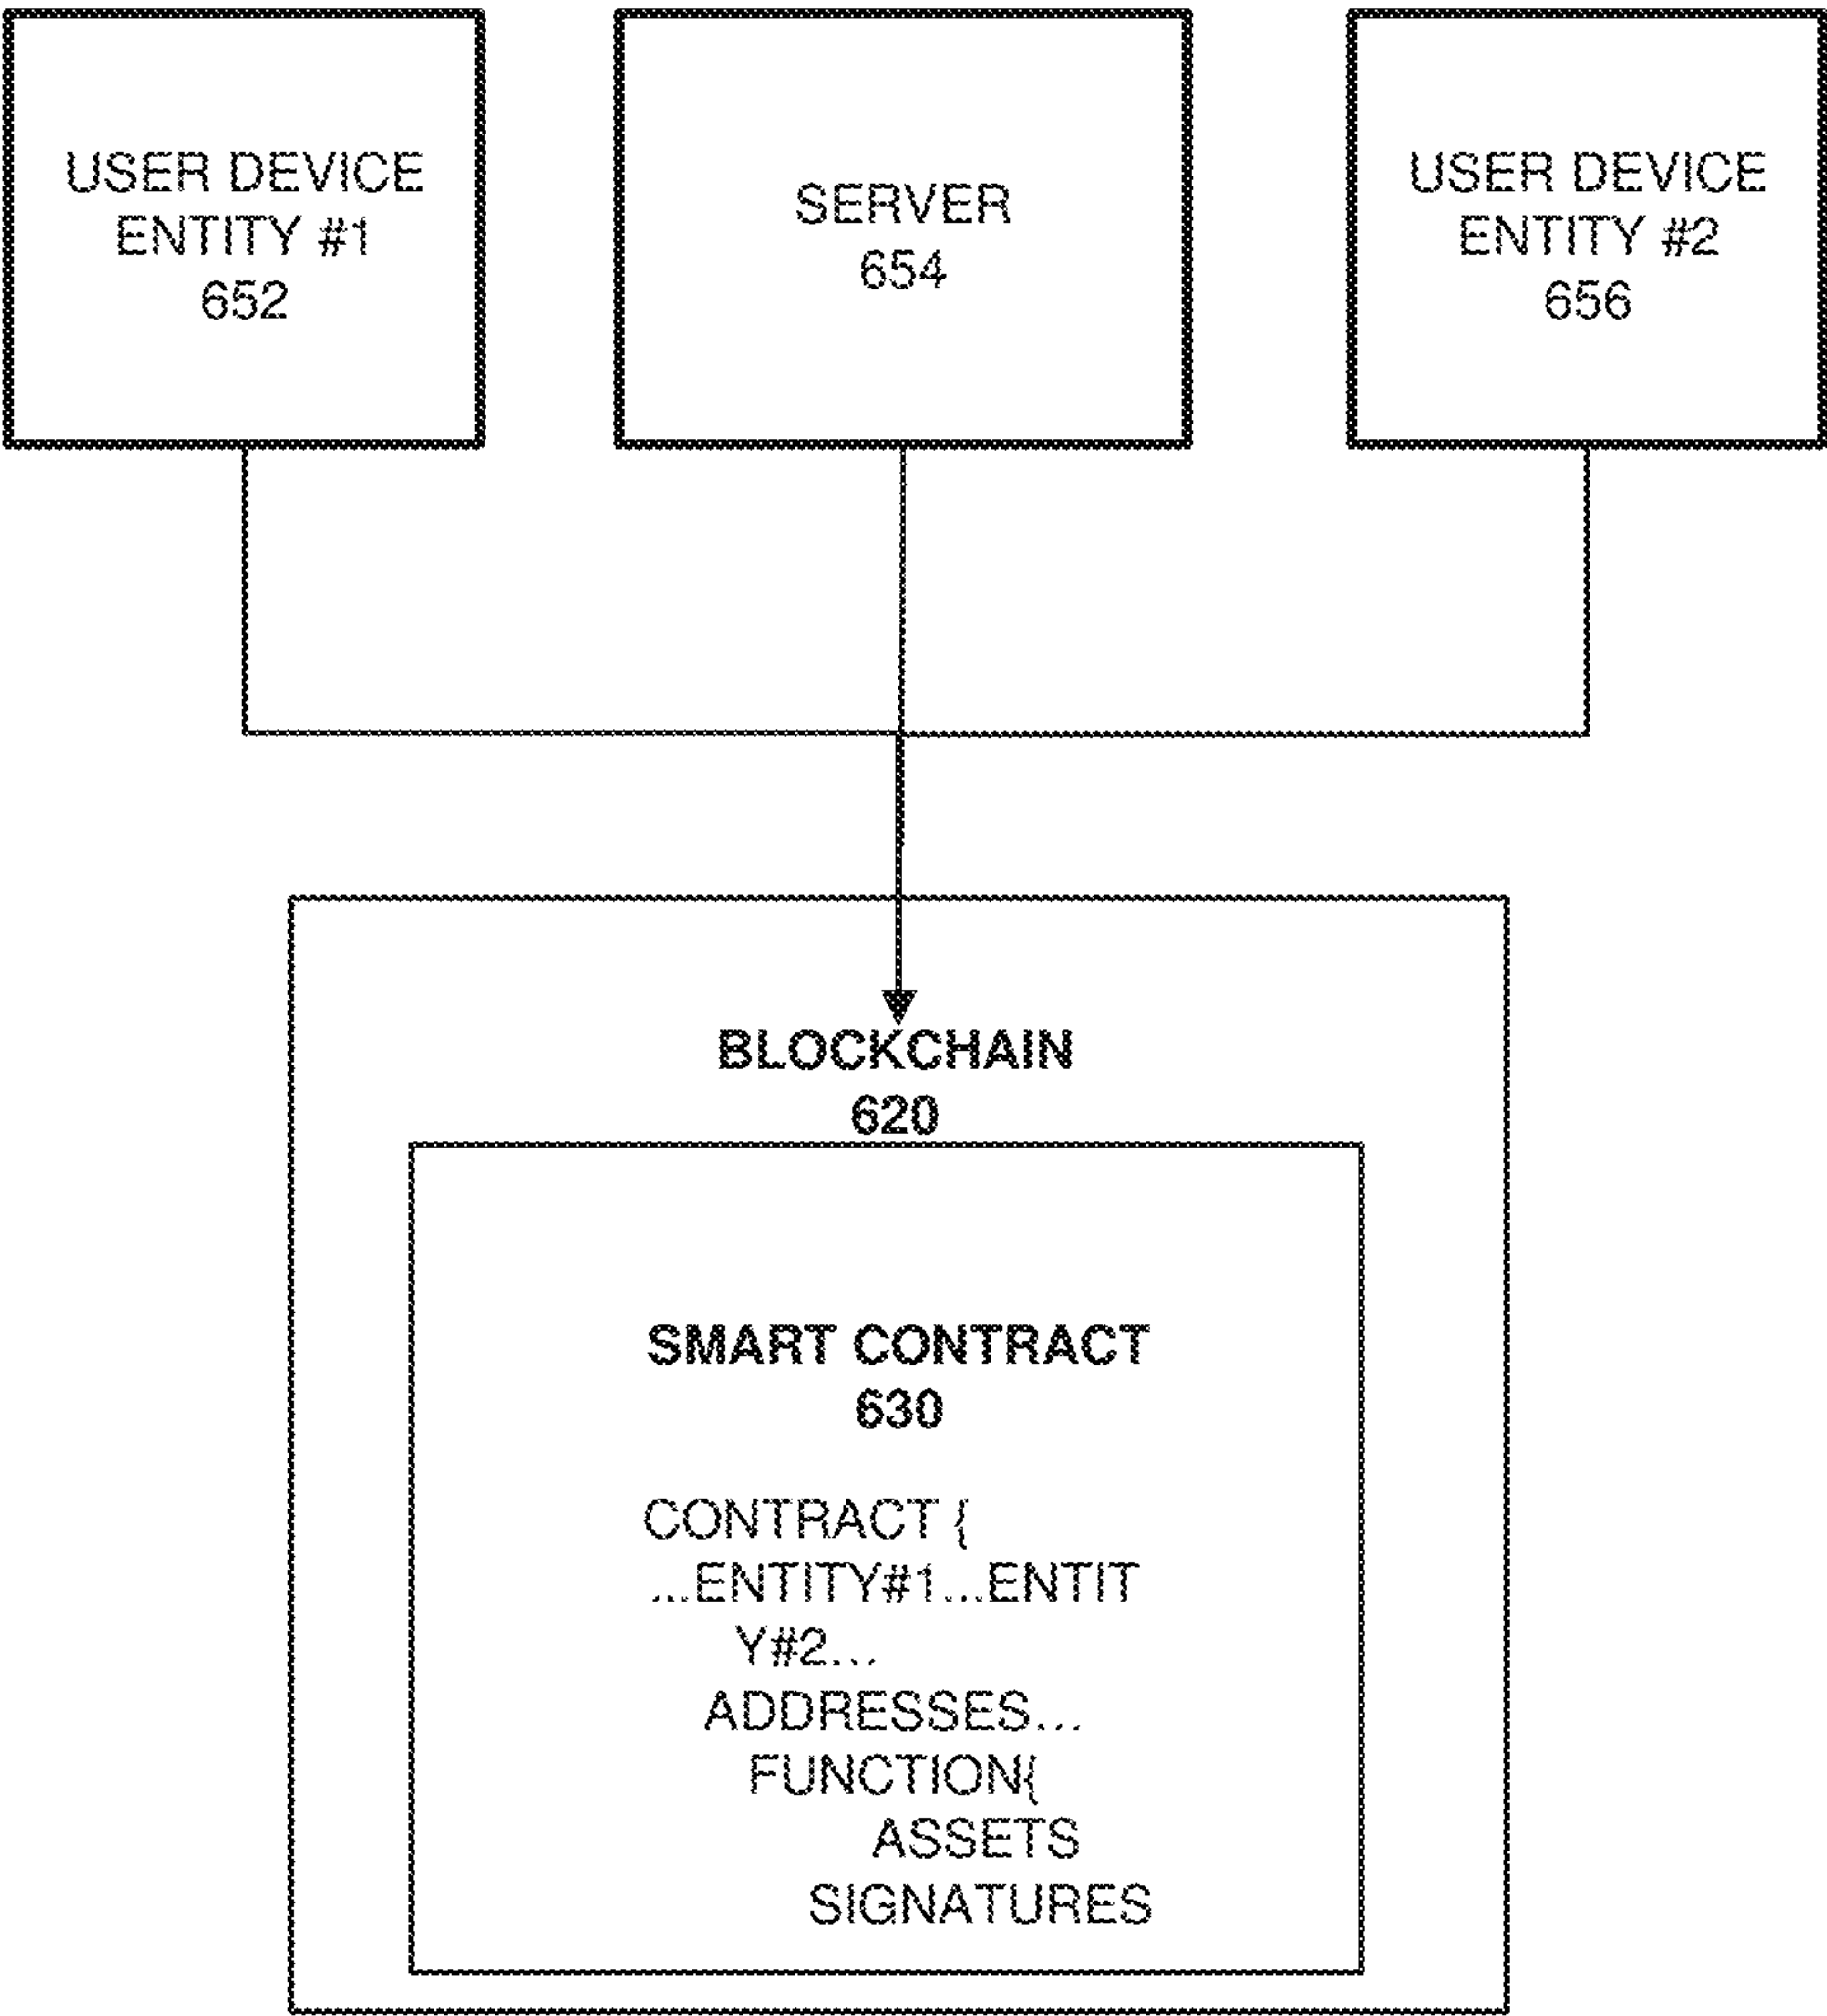 USER DEVICE
ENTITY #1
652
SERVER
654
USER DEVICE
ENTITY #2
656
BLOCKCHAIN
620
SMART CONTRACT
630
CONTRACT {
...ENTITY#1...ENTIT
Y#2...
ADDRESSES...
FUNCTION{
ASSETS
SIGNATURES